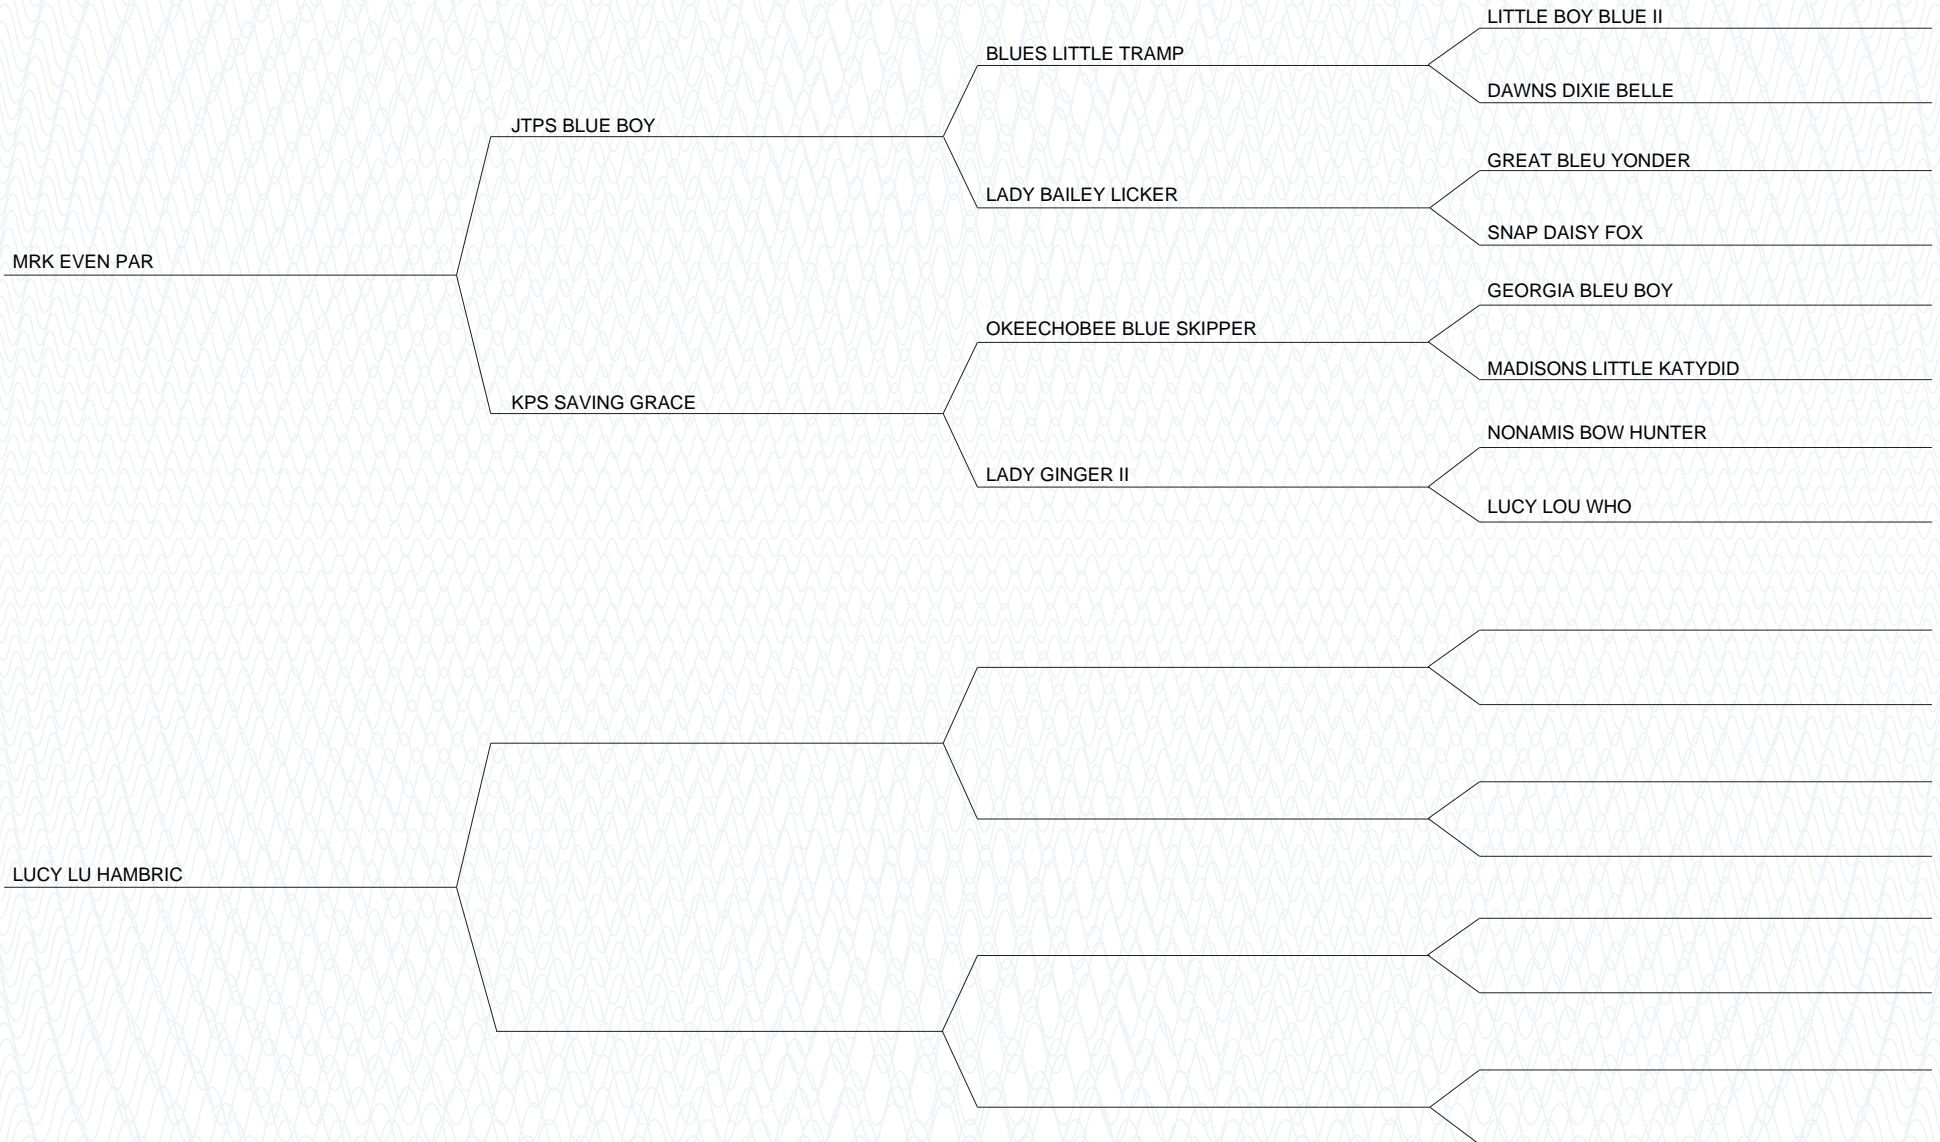 LITTLE BOY BLUE II
BLUES LITTLE TRAMP
DAWNS DIXIE BELLE
JTPS BLUE BOY
GREAT BLEU YONDER
LADY BAILEY LICKER
SNAP DAISY FOX
MRK EVEN PAR
GEORGIA BLEU BOY
OKEECHOBEE BLUE SKIPPER
MADISONS LITTLE KATYDID
KPS SAVING GRACE
NONAMIS BOW HUNTER
LADY GINGER II
LUCY LOU WHO
LUCY LU HAMBRIC